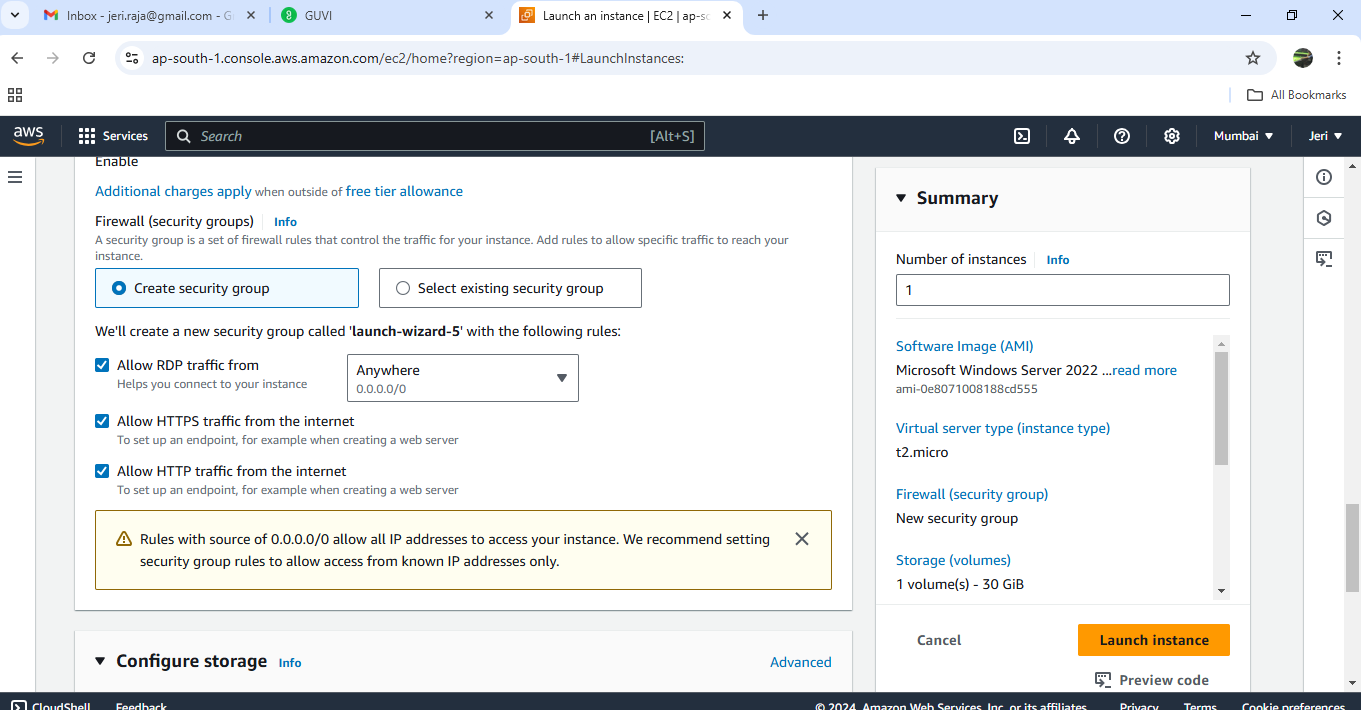 Inbox - jeri.raja@gmail.com - G
GUVI
Launch an instance | EC2 | ap-so
ap-south-1.console.aws.amazon.com/ec2/home?region=ap-south-1#LaunchInstances:
All Bookmarks
aws
Services
Search
[Alt+S]
Mumbai
Jeri
Enable
Additional charges apply when outside of free tier allowance
Firewall (security groups)
Info
A security group is a set of firewall rules that control the traffic for your instance. Add rules to allow specific traffic to reach your
instance.
Create security group
Select existing security group
We'll create a new security group called 'launch-wizard-5' with the following rules:
Allow RDP traffic from
Helps you connect to your instance
Anywhere
0.0.0.0/0
Allow HTTPS traffic from the internet
To set up an endpoint, for example when creating a web server
Allow HTTP traffic from the internet
To set up an endpoint, for example when creating a web server
Rules with source of 0.0.0.0/0 allow all IP addresses to access your instance. We recommend setting
security group rules to allow access from known IP addresses only.
Configure storage
Info
Advanced
Summary
Number of instances
Info
1
Software Image (AMI)
Microsoft Windows Server 2022 ...read more
ami-0e8071008188cd555
Virtual server type (instance type)
t2.micro
Firewall (security group)
New security group
Storage (volumes)
1 volume(s) - 30 GiB
Cancel
Launch instance
Preview code
CloudShell
Feedback
© 2024, Amazon Web Services, Inc. or its affiliates.
Privacy
Terms
Cookie preferences